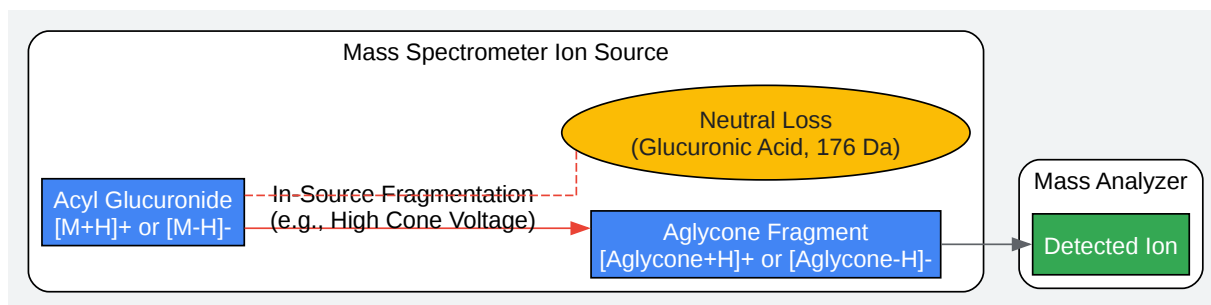 Mass Spectrometer Ion Source
Neutral Loss
(Glucuronic Acid, 176 Da)
Acyl Glucuronide
[M+H]+ or [M-H]-
In-Source Fragmentation
(e.g., High Cone Voltage)
Aglycone Fragment
[Aglycone+H]+ or [Aglycone-H]-
Mass Analyzer
Detected Ion